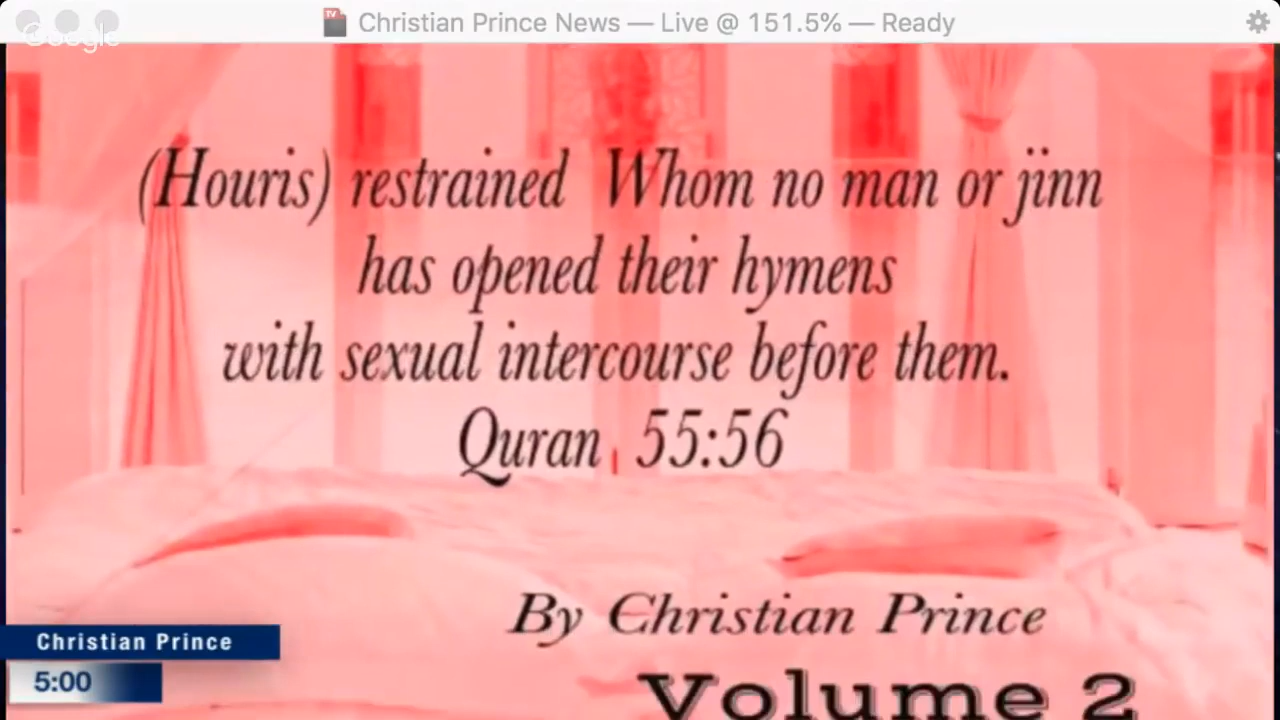 Christian Prince News — Live @ 151.5% — Ready
Google
(Houris) restrained Whom no man or jinn
has opened their hymens
with sexual intercourse before them.
Quran 55:56
By Christian Prince
Volume 2
Christian Prince
5:00